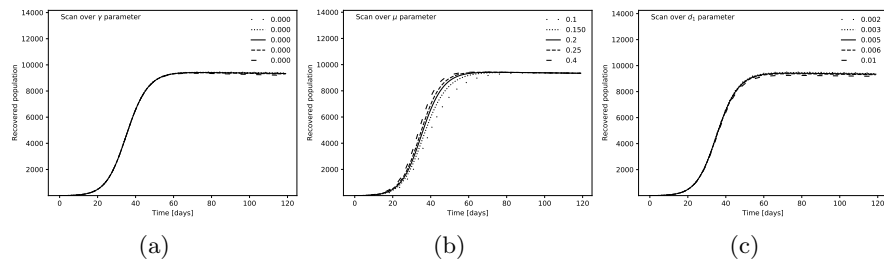 Scan over γ parameter
0.000
0.000
0.000
0.000
0.000
Recovered population
14000
12000
10000
8000
6000
4000
2000
0 20 40 60 80 100 120
Time [days]
(a)
Scan over μ parameter
0.1
0.150
0.2
0.25
0.4
Recovered population
14000
12000
10000
8000
6000
4000
2000
0 20 40 60 80 100 120
Time [days]
(b)
Scan over d₁ parameter
0.002
0.003
0.005
0.006
0.01
Recovered population
14000
12000
10000
8000
6000
4000
2000
0 20 40 60 80 100 120
Time [days]
(c)